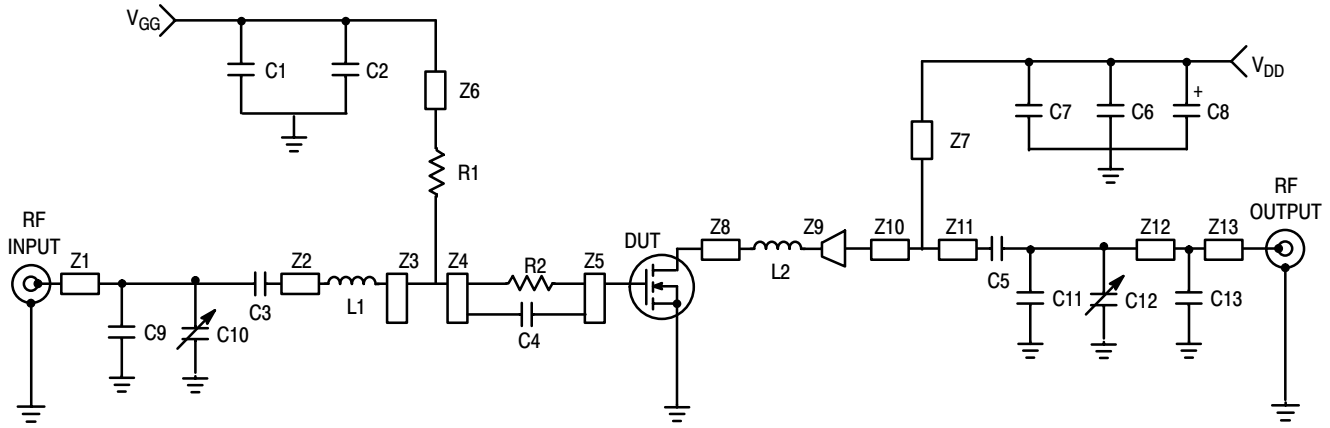 VGG
C1
C2
Z6
R1
VDD
C7
C6
+
C8
Z7
RF
INPUT
Z1
C9
C10
C3
Z2
L1
Z3
Z4
R2
C4
Z5
DUT
Z8
L2
Z9
Z10
Z11
C5
C11
C12
Z12
C13
Z13
RF
OUTPUT